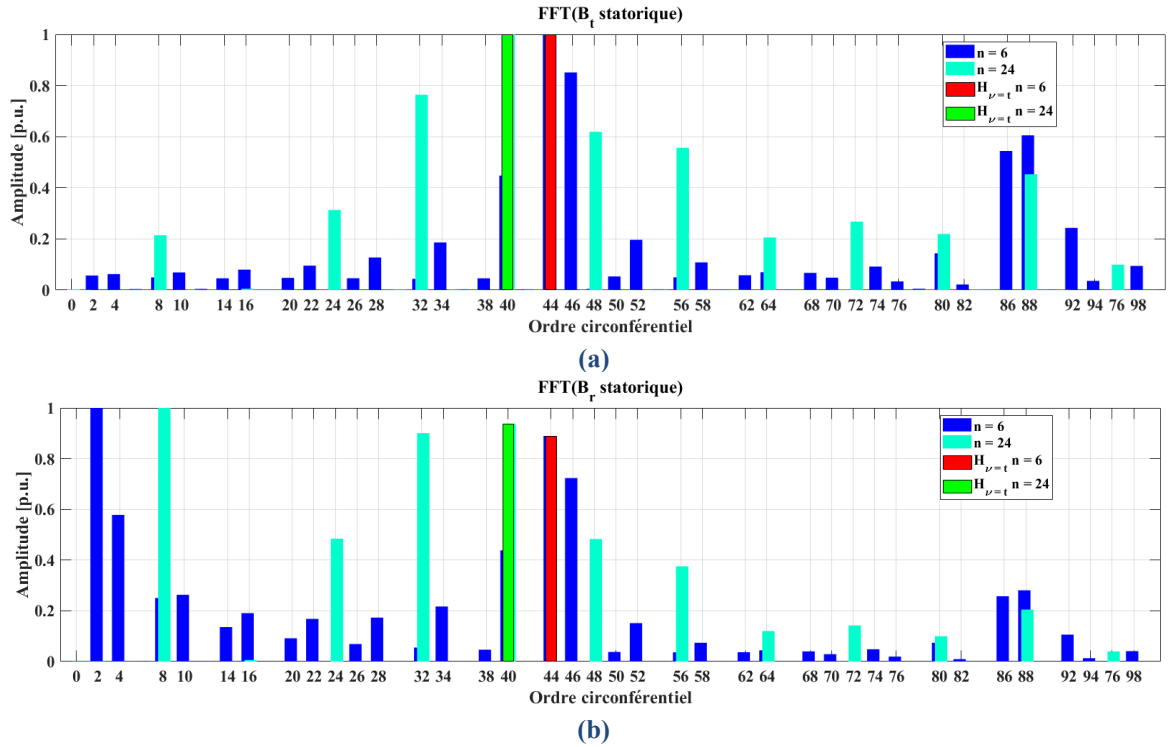 FFT(B_t statorique)
1
0.8
0.6
0.4
0.2
0
Amplitude [p.u.]
n = 6
n = 24
H_ν=t n = 6
H_ν=t n = 24
0 2 4 8 10 14 16 20 22 24 26 28 32 34 38 40 44 46 48 50 52 56 58 62 64 68 70 72 74 76 80 82 86 88 92 94 76 98
Ordre circonférentiel
(a)
FFT(B_r statorique)
1
0.8
0.6
0.4
0.2
0
Amplitude [p.u.]
n = 6
n = 24
H_ν=t n = 6
H_ν=t n = 24
0 2 4 8 10 14 16 20 22 24 26 28 32 34 38 40 44 46 48 50 52 56 58 62 64 68 70 72 74 76 80 82 86 88 92 94 76 98
Ordre circonférentiel
(b)